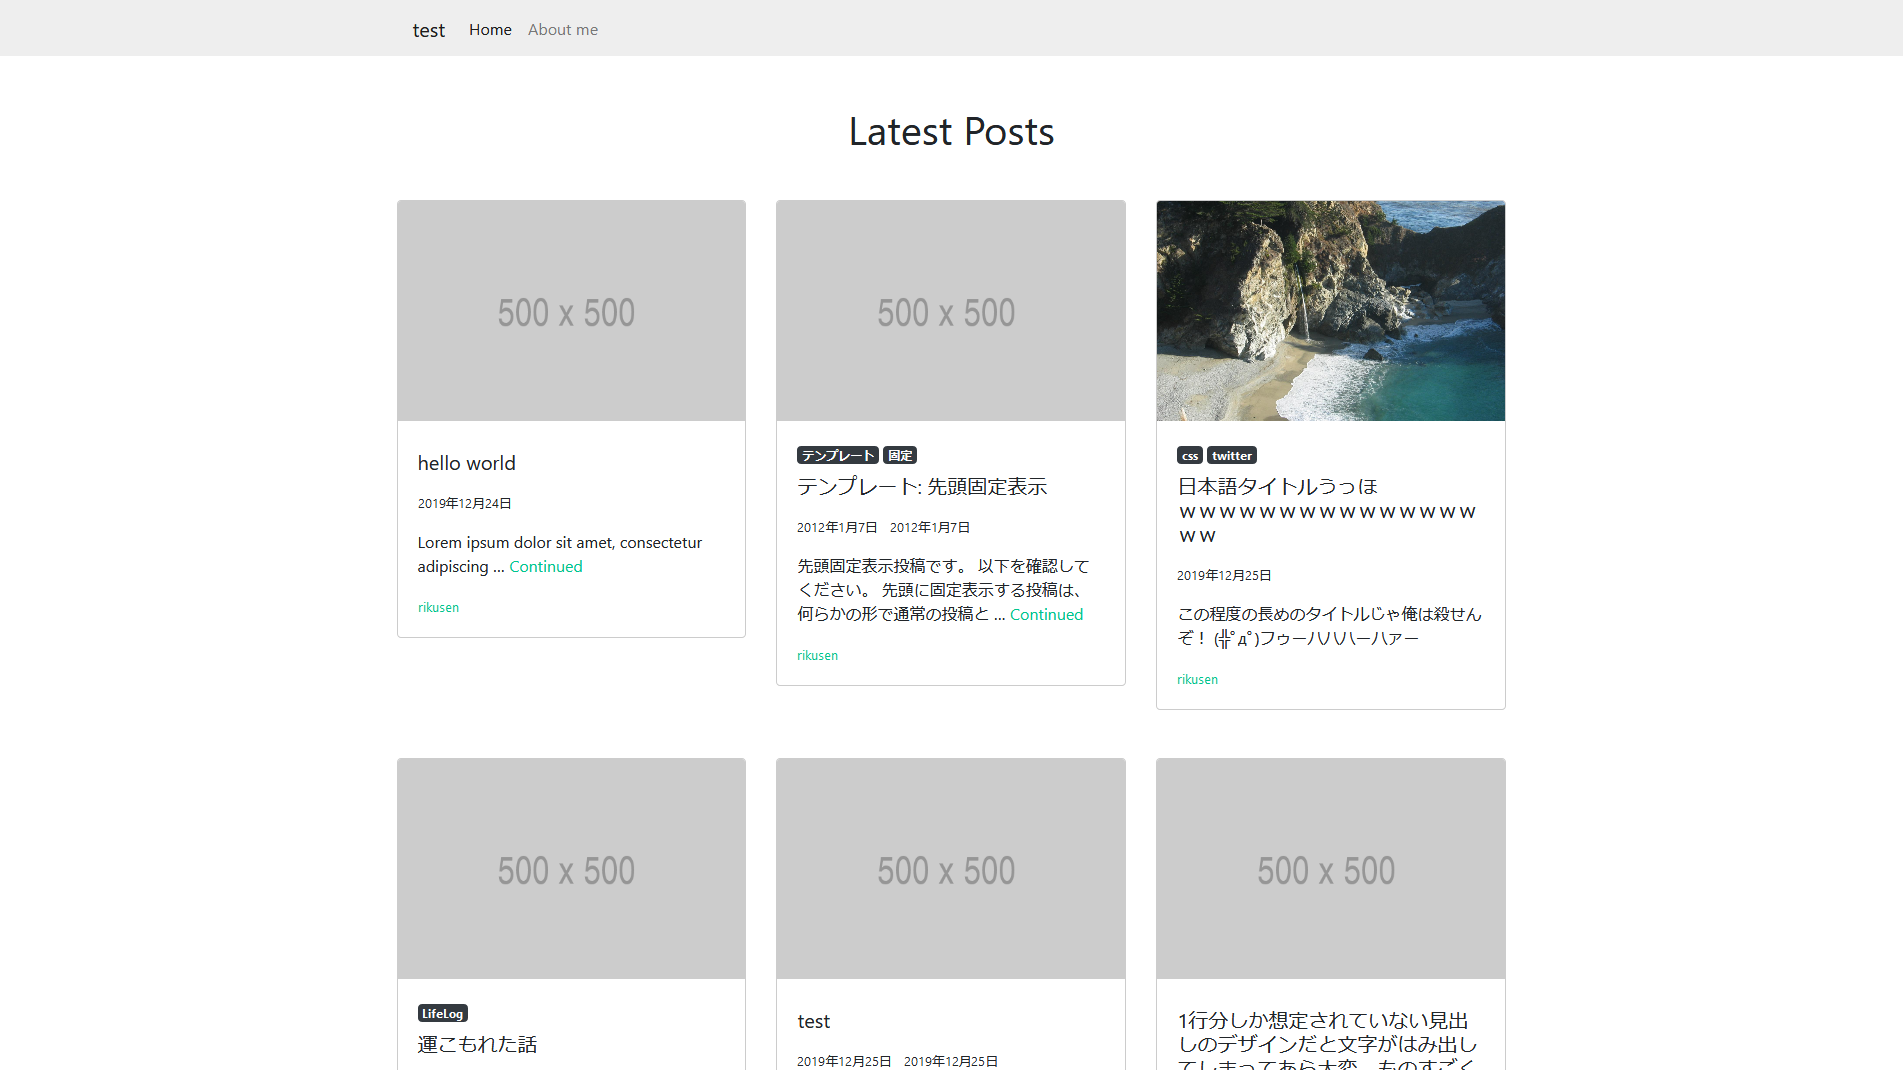 test Home About me
Latest Posts
500 x 500
hello world
2019年12月24日
Lorem ipsum dolor sit amet, consectetur
adipiscing ... Continued
rikusen
500 x 500
テンプレート 固定
テンプレート: 先頭固定表示
2012年1月7日 2012年1月7日
先頭固定表示投稿です。 以下を確認して
ください。 先頭に固定表示する投稿は、
何らかの形で通常の投稿と ... Continued
rikusen
css twitter
日本語タイトルうっほ
ｗｗｗｗｗｗｗｗｗｗｗｗｗｗｗ
ｗｗ
2019年12月25日
この程度の長めのタイトルじゃ俺は殺せん
ぞ！ (╬ﾟдﾟ)フゥーハハハーハァー
rikusen
500 x 500
LifeLog
運こもれた話
500 x 500
test
2019年12月25日 2019年12月25日
500 x 500
1行分しか想定されていない見出
しのデザインだと文字がはみ出し
てしまってあら大変。ものすごく